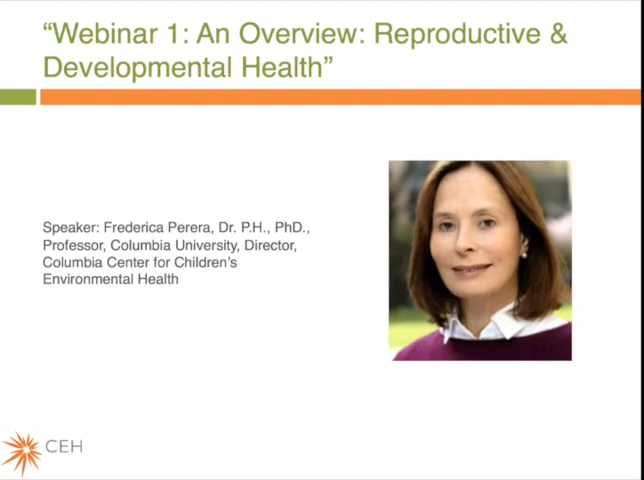 “Webinar 1: An Overview: Reproductive &
Developmental Health”
Speaker: Frederica Perera, Dr. P.H., PhD.,
Professor, Columbia University, Director,
Columbia Center for Children’s
Environmental Health
CEH